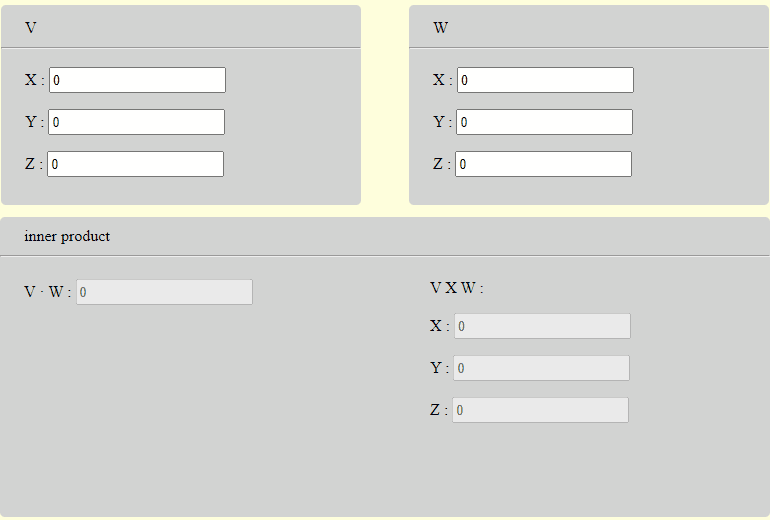 V
X : 0
Y : 0
Z : 0
W
X : 0
Y : 0
Z : 0
inner product
V · W : 0
V X W :
X : 0
Y : 0
Z : 0